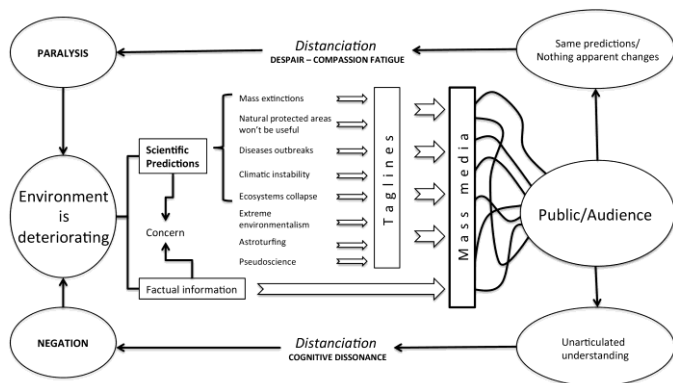 PARALYSIS
Distanciation
DESPAIR – COMPASSION FATIGUE
Same predictions/
Nothing apparent changes
Environment
is
deteriorating
Scientific
Predictions
Concern
Factual information
Mass extinctions
Natural protected areas
won't be useful
Diseases outbreaks
Climatic instability
Ecosystems collapse
Extreme
environmentalism
Astroturfing
Pseudoscience
Taglines
Mass media
Public/Audience
NEGATION
Distanciation
COGNITIVE DISSONANCE
Unarticulated
understanding